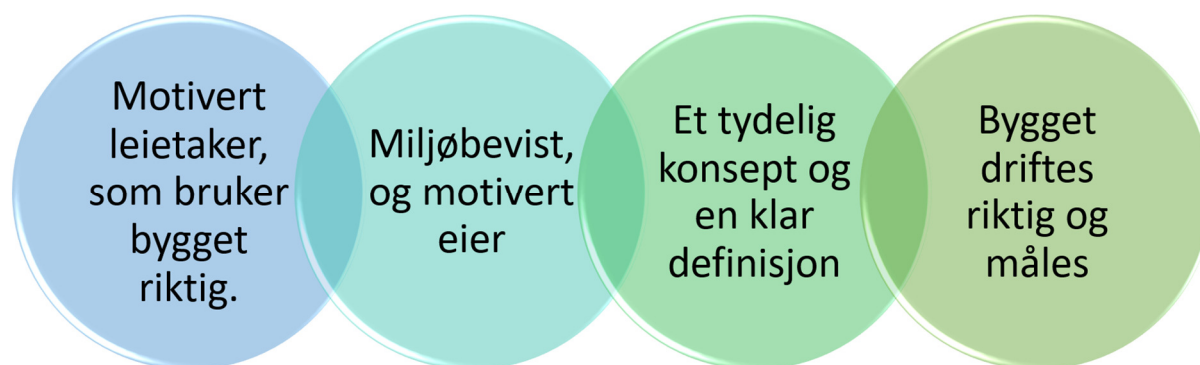 Motivert
leietaker,
som bruker
bygget
riktig.
Miljøbevist,
og motivert
eier
Et tydelig
konsept og
en klar
definisjon
Bygget
driftes
riktig og
måles